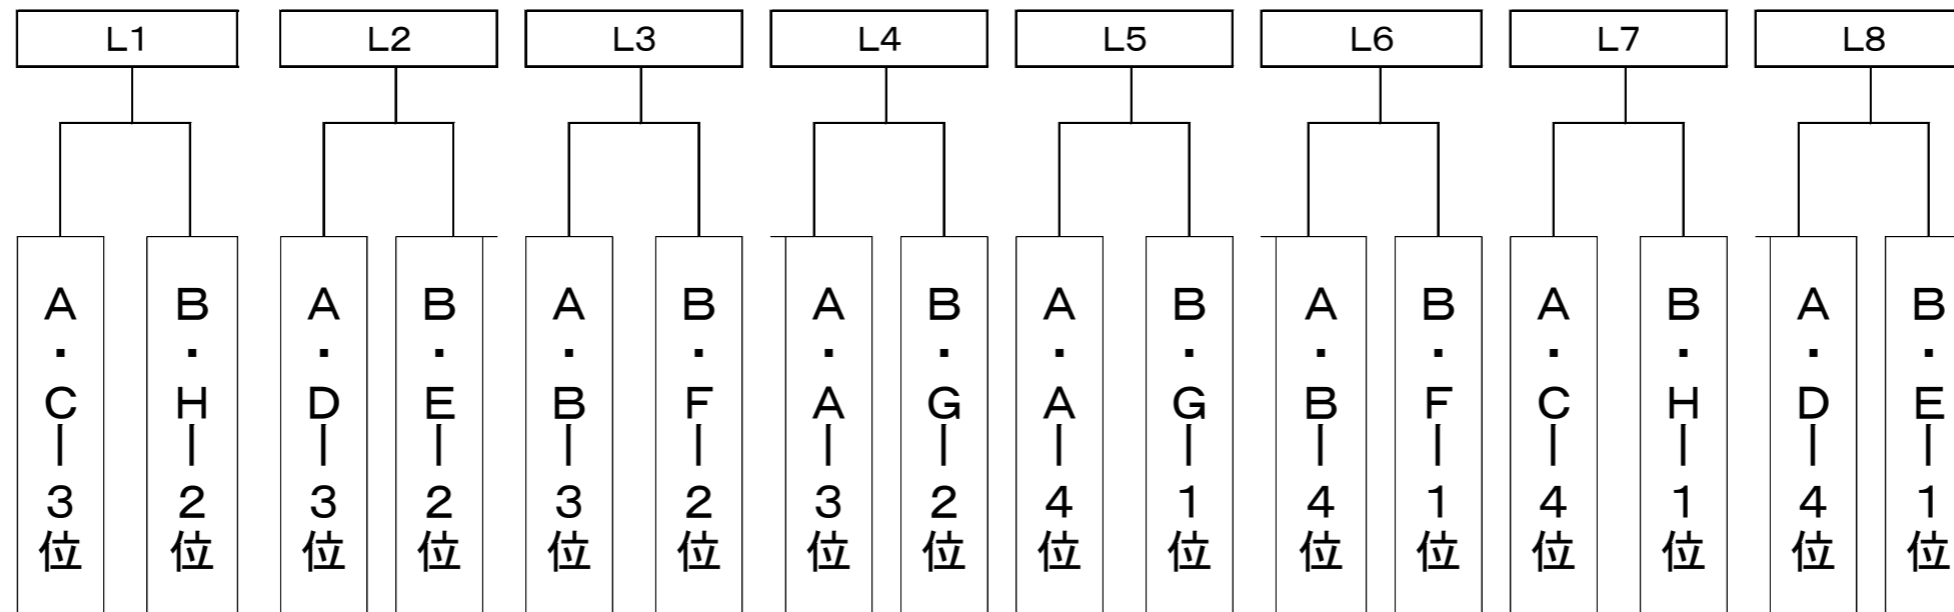 L1
L2
L3
L4
L5
L6
L7
L8
A・C―3位
B・H―2位
A・D―3位
B・E―2位
A・B―3位
B・F―2位
A・A―3位
B・G―2位
A・A―4位
B・G―1位
A・B―4位
B・F―1位
A・C―4位
B・H―1位
A・D―4位
B・E―1位